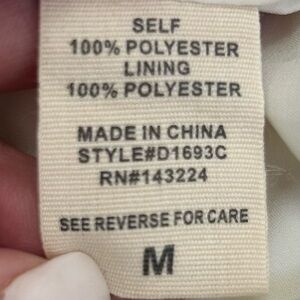 SELF
100% POLYESTER
LINING
100% POLYESTER
MADE IN CHINA
STYLE#D1693C
RN#143224
SEE REVERSE FOR CARE
M